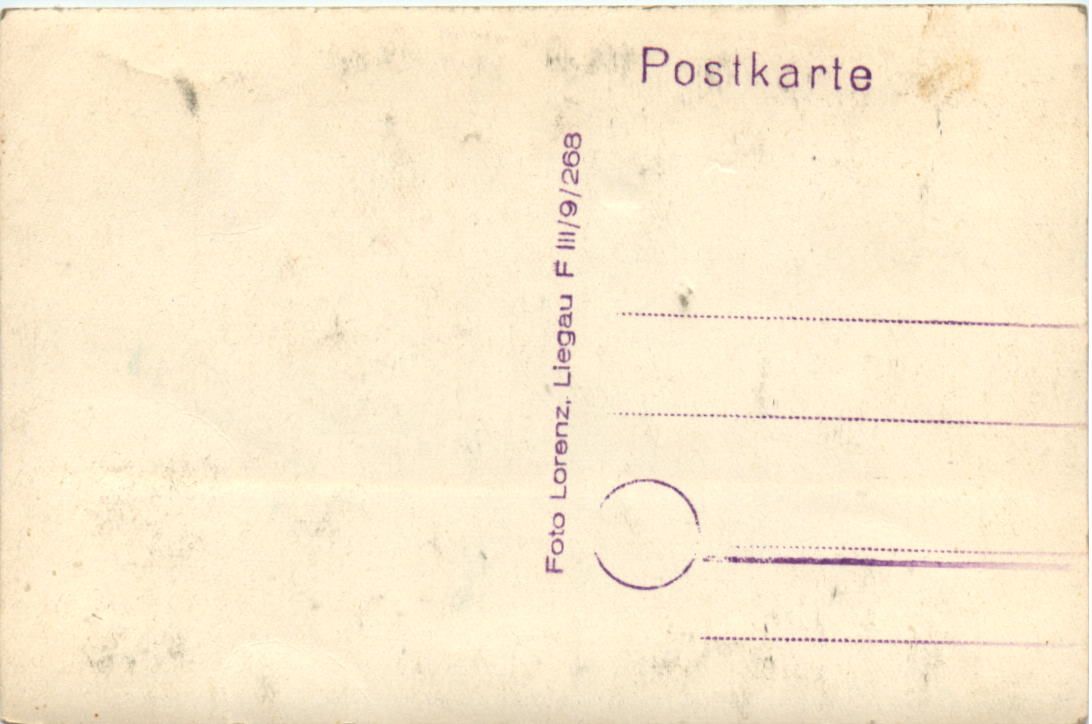 Postkarte
Foto Lorenz, Liegau F III/9/268